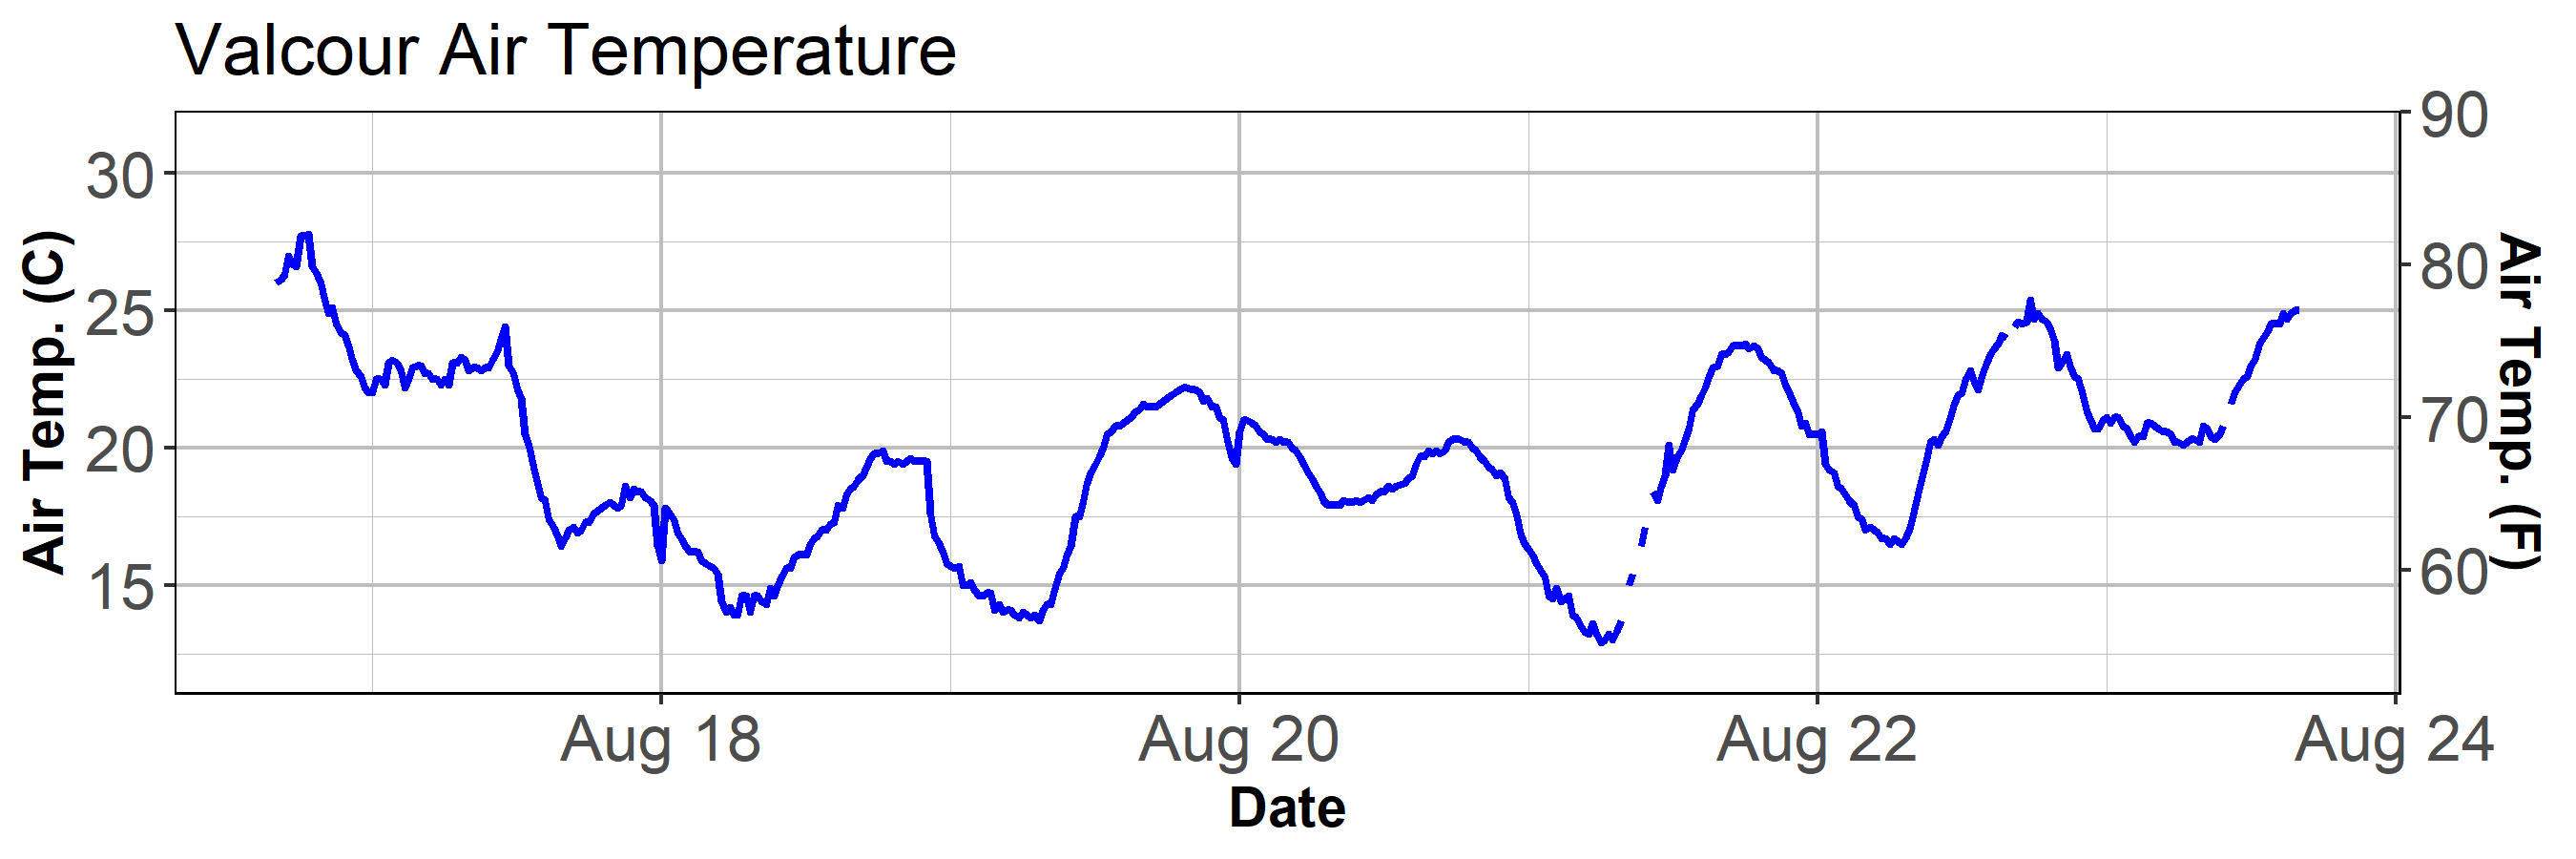 Valcour Air Temperature
Air Temp. (C)
30
25
20
15
90
80
70
60
Air Temp. (F)
Aug 18
Aug 20
Aug 22
Aug 24
Date